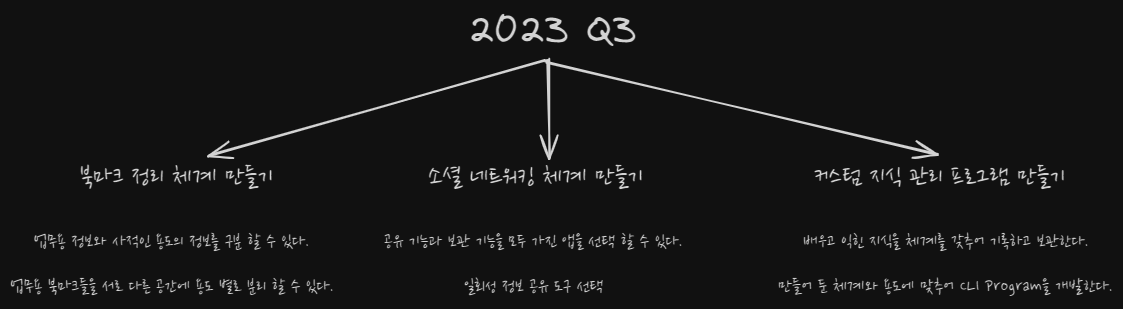 2023 Q3
북마크 정리 체계 만들기
업무용 정보와 사적인 용도의 정보를 구분 할 수 있다.
업무용 북마크들을 서로 다른 공간에 용도 별로 분리 할 수 있다.
소셜 네트워킹 체계 만들기
공유 기능과 보관 기능을 모두 가진 앱을 선택 할 수 있다.
일회성 정보 공유 도구 선택
커스텀 지식 관리 프로그램 만들기
배우고 익힌 지식을 체계를 갖추어 기록하고 보관한다.
만들어 둔 체계와 용도에 맞추어 CLI Program을 개발한다.